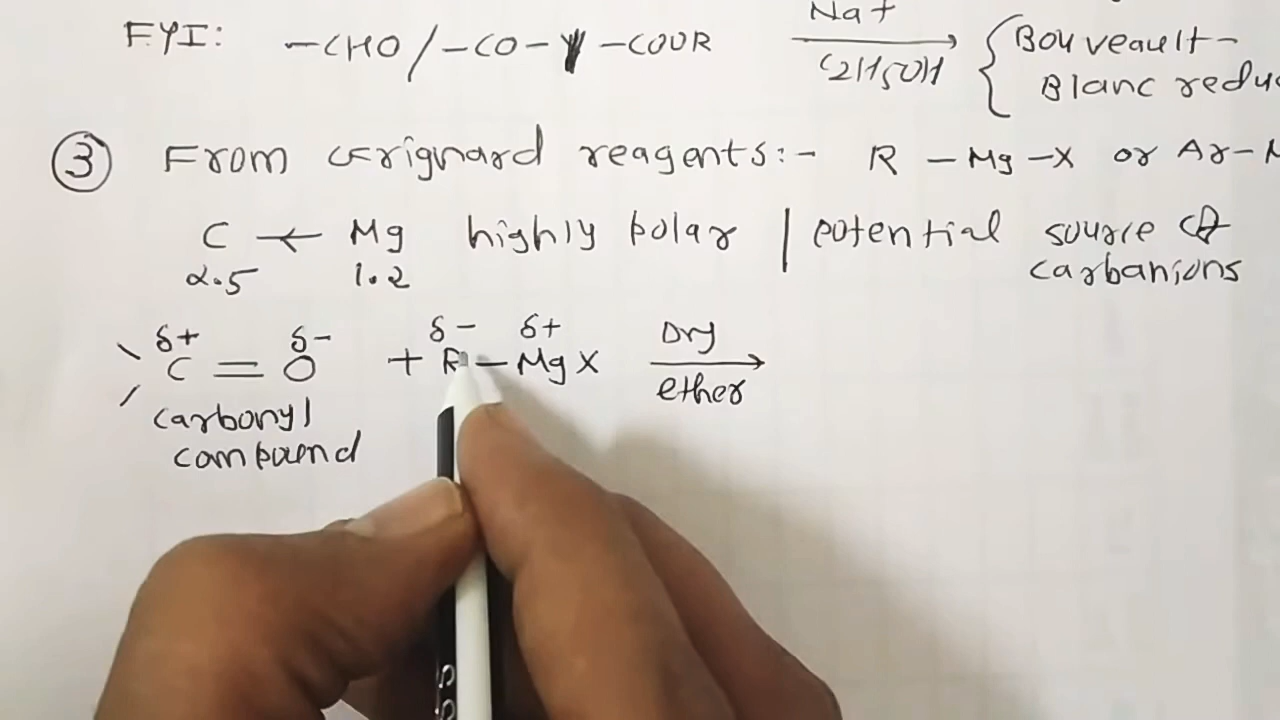 FYI: -CHO / -CO- -COOR Na+ C2H5OH { Bouveault-
Blanc redu
③ From Grignard reagents:- R - Mg - X or Ar - M
C ← Mg highly polar | potential source of
2.5 1.2 carbanions
δ+ δ- δ- δ+ Dry
C = O + R - MgX ether
carbonyl
compound